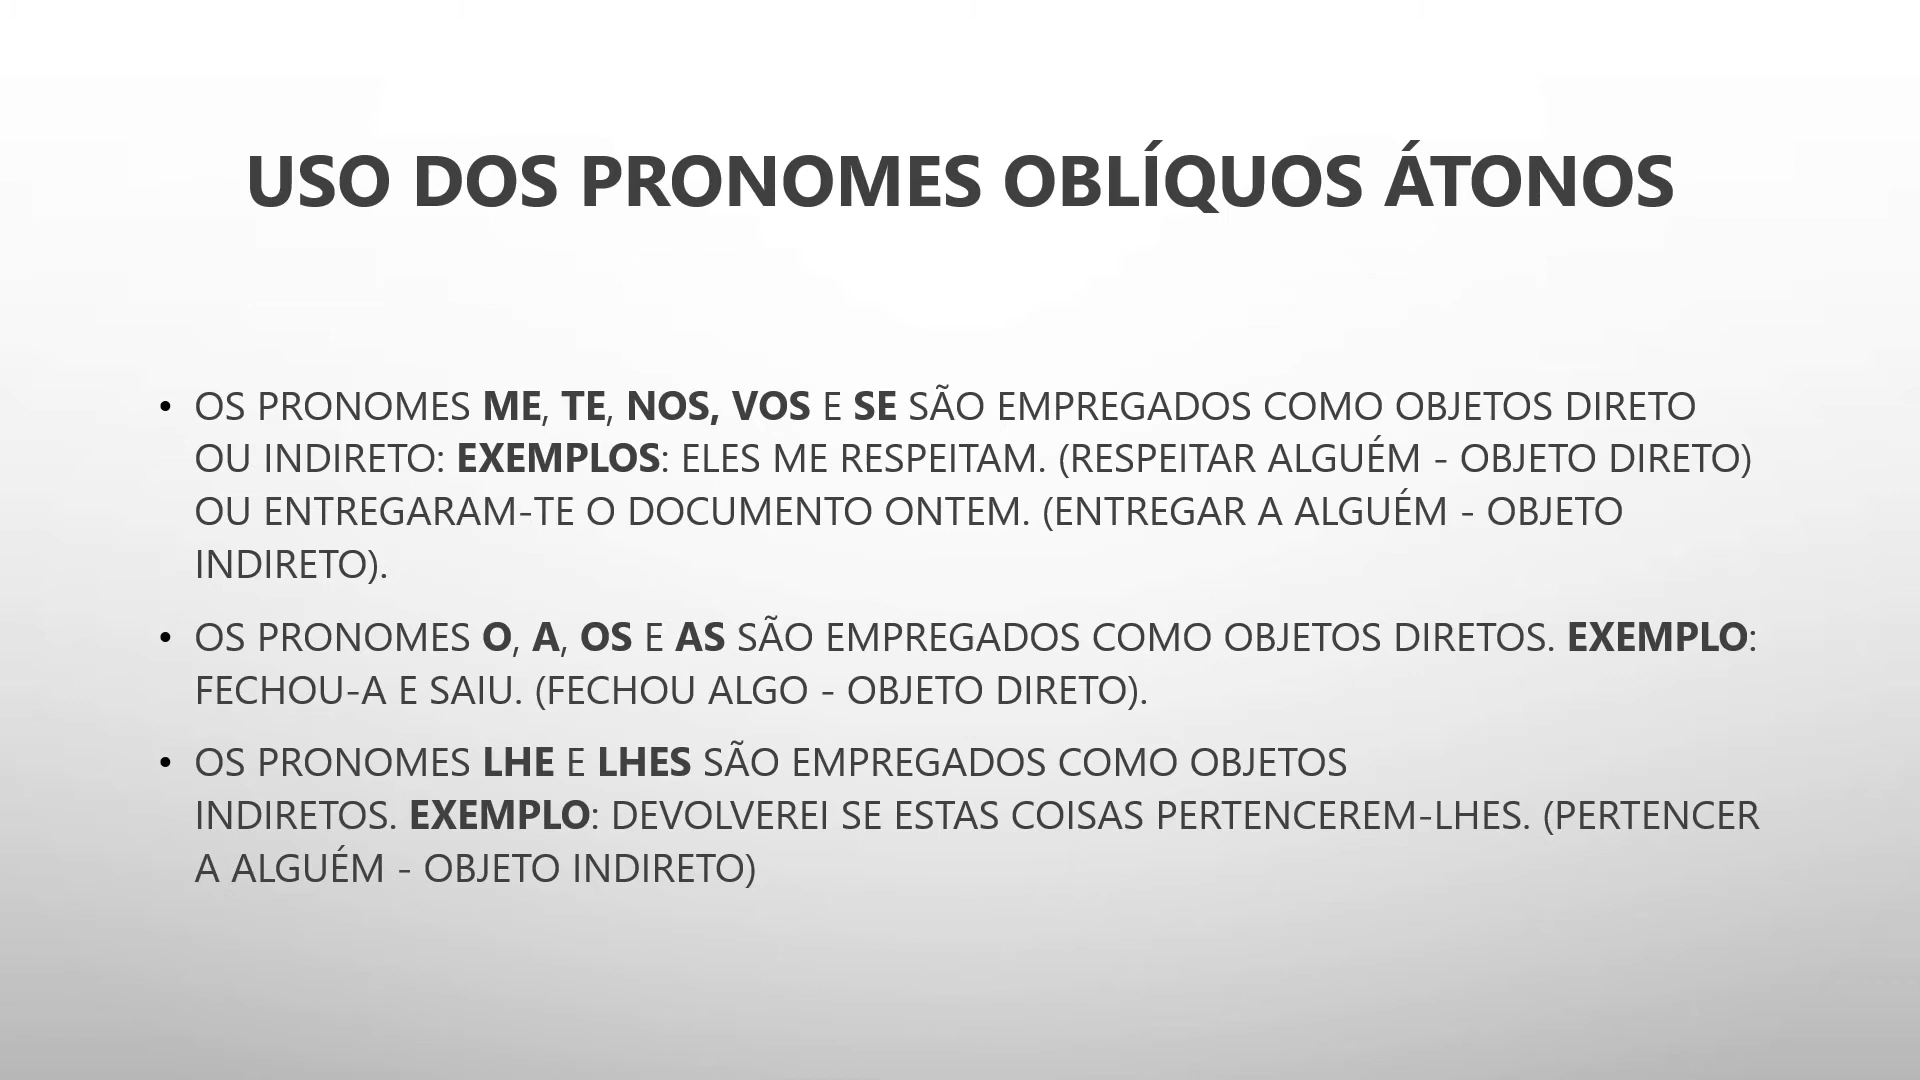 USO DOS PRONOMES OBLÍQUOS ÁTONOS
• OS PRONOMES ME, TE, NOS, VOS E SE SÃO EMPREGADOS COMO OBJETOS DIRETO
OU INDIRETO: EXEMPLOS: ELES ME RESPEITAM. (RESPEITAR ALGUÉM - OBJETO DIRETO)
OU ENTREGARAM-TE O DOCUMENTO ONTEM. (ENTREGAR A ALGUÉM - OBJETO
INDIRETO).
• OS PRONOMES O, A, OS E AS SÃO EMPREGADOS COMO OBJETOS DIRETOS. EXEMPLO:
FECHOU-A E SAIU. (FECHOU ALGO - OBJETO DIRETO).
• OS PRONOMES LHE E LHES SÃO EMPREGADOS COMO OBJETOS
INDIRETOS. EXEMPLO: DEVOLVEREI SE ESTAS COISAS PERTENCEREM-LHES. (PERTENCER
A ALGUÉM - OBJETO INDIRETO)